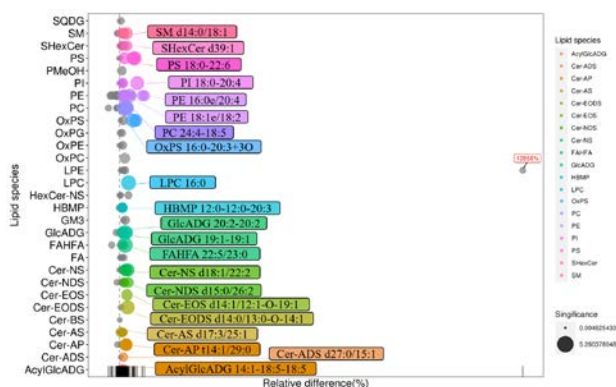 Lipid species
SQDG
SM
SHexCer
PS
PMeOH
PI
PE
PC
OxPS
OxPG
OxPE
OxPC
LPE
LPC
HexCer-NS
HBMP
GM3
GlcADG
FAHFA
FA
Cer-NS
Cer-NDS
Cer-EOS
Cer-EODS
Cer-BS
Cer-AS
Cer-AP
Cer-ADS
AcylGlcADG
SM d14:0/18:1
SHexCer d39:1
PS 18:0-22:6
PI 18:0-20:4
PE 16:0e/20:4
PE 18:1e/18:2
PC 24:4-18:5
OxPS 16:0-20:3+3O
LPC 16:0
HBMP 12:0-12:0-20:3
GlcADG 20:2-20:2
GlcADG 19:1-19:1
FAHFA 22:5/23:0
Cer-NS d18:1/22:2
Cer-NDS d15:0/26:2
Cer-EOS d14:1/12:1-O-19:1
Cer-EODS d14:0/13:0-O-14:1
Cer-AS d17:3/25:1
Cer-AP t14:1/29:0
Cer-ADS d27:0/15:1
AcylGlcADG 14:1-18:5-18:5
Relative difference(%)
Lipid species
AcylGlcADG
Cer-ADS
Cer-AP
Cer-AS
Cer-EODS
Cer-EOS
Cer-NDS
Cer-NS
FAHFA
GlcADG
HBMP
LPC
OxPS
PC
PE
PI
PS
SHexCer
SM
Singificance